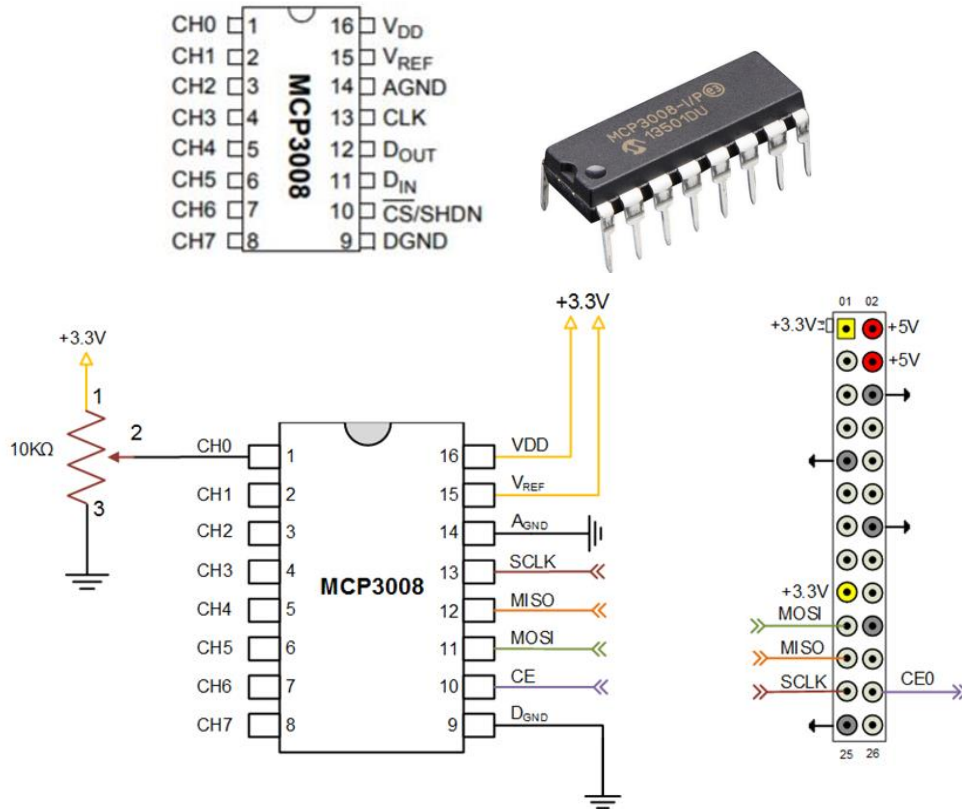 CH0 1 16 VDD
CH1 2 15 VREF
CH2 3 14 AGND
CH3 4 13 CLK
CH4 5 12 DOUT
CH5 6 11 DIN
CH6 7 10 CS/SHDN
CH7 8 9 DGND
MCP3008
MCP3008-I/P e3
13501DU
+3.3V
1
10KΩ
2
3
+3.3V
CH0 1 16 VDD
CH1 2 15 VREF
CH2 3 14 AGND
CH3 4 13 SCLK
MCP3008
CH4 5 12 MISO
CH5 6 11 MOSI
CH6 7 10 CE
CH7 8 9 DGND
01 02
+3.3V +5V
+5V
+3.3V
MOSI
MISO
SCLK CE0
25 26